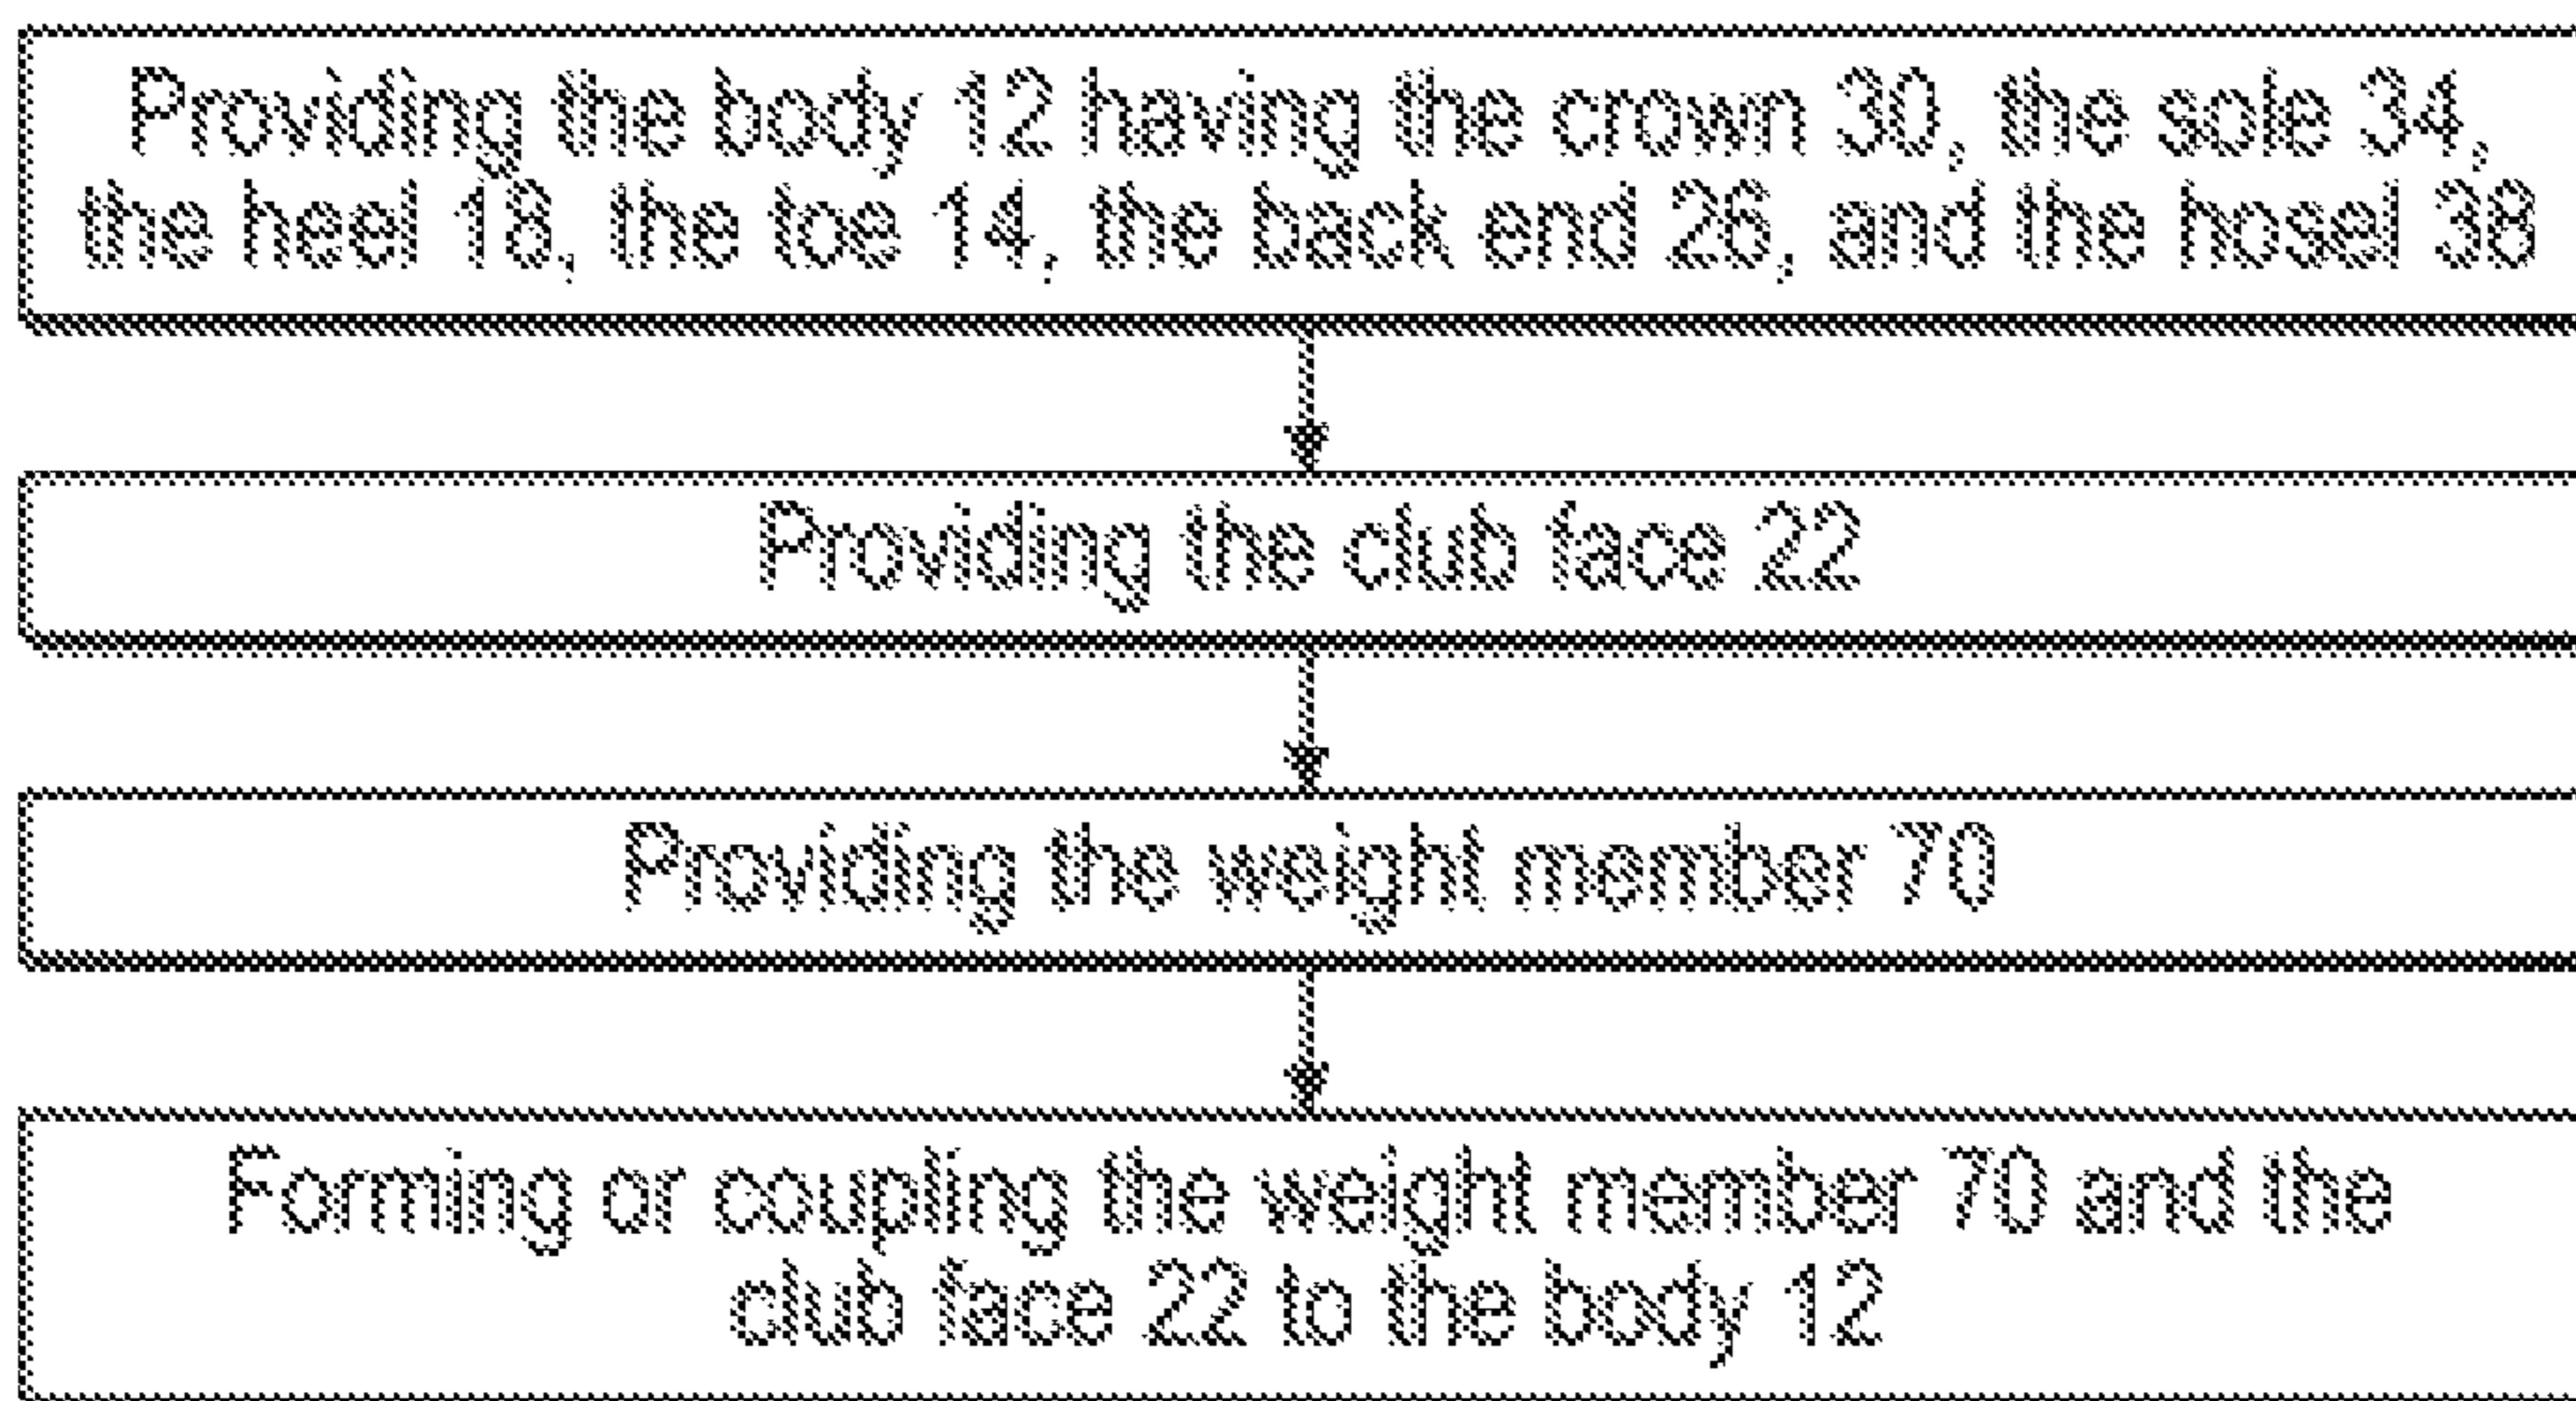 Providing the body 12 having the crown 30, the sole 34,
the heel 18, the toe 14, the back end 26, and the hosel 38
Providing the club face 22
Providing the weight member 70
Forming or coupling the weight member 70 and the
club face 22 to the body 12